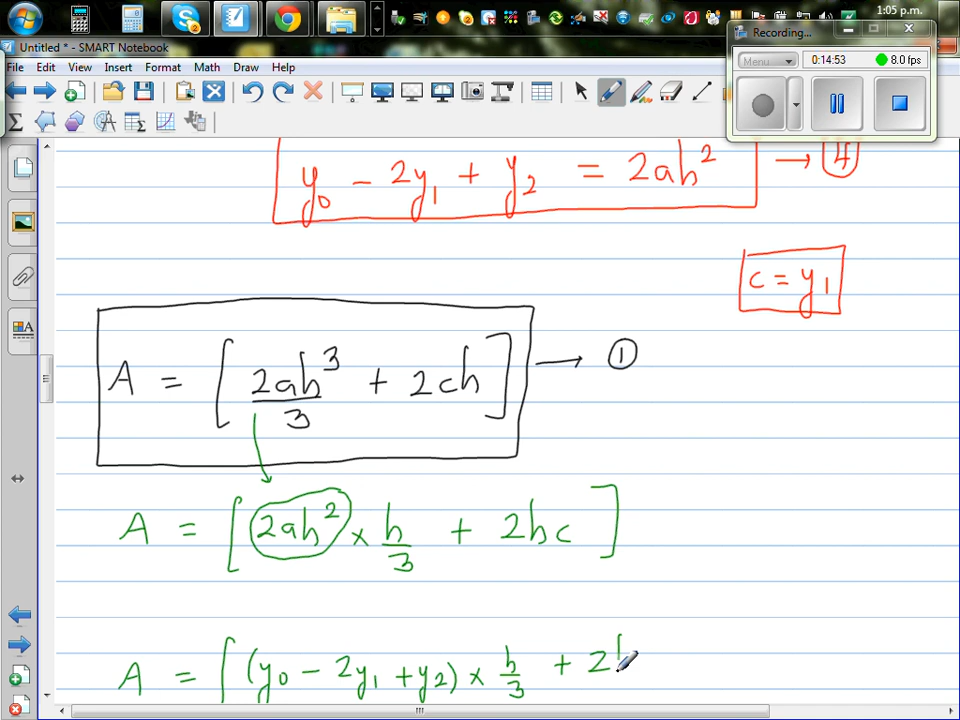 1:05 p.m.
Untitled * - SMART Notebook
Recording...
File Edit View Insert Format Math Draw Help
Menu 0:14:53 8.0 fps
y₀ - 2y₁ + y₂ = 2ah² → ④
c = y₁
A = [2ah³/3 + 2ch] → ①
A = [2ah² × h/3 + 2hc]
A = [(y₀ - 2y₁ + y₂) × h/3 + 2h